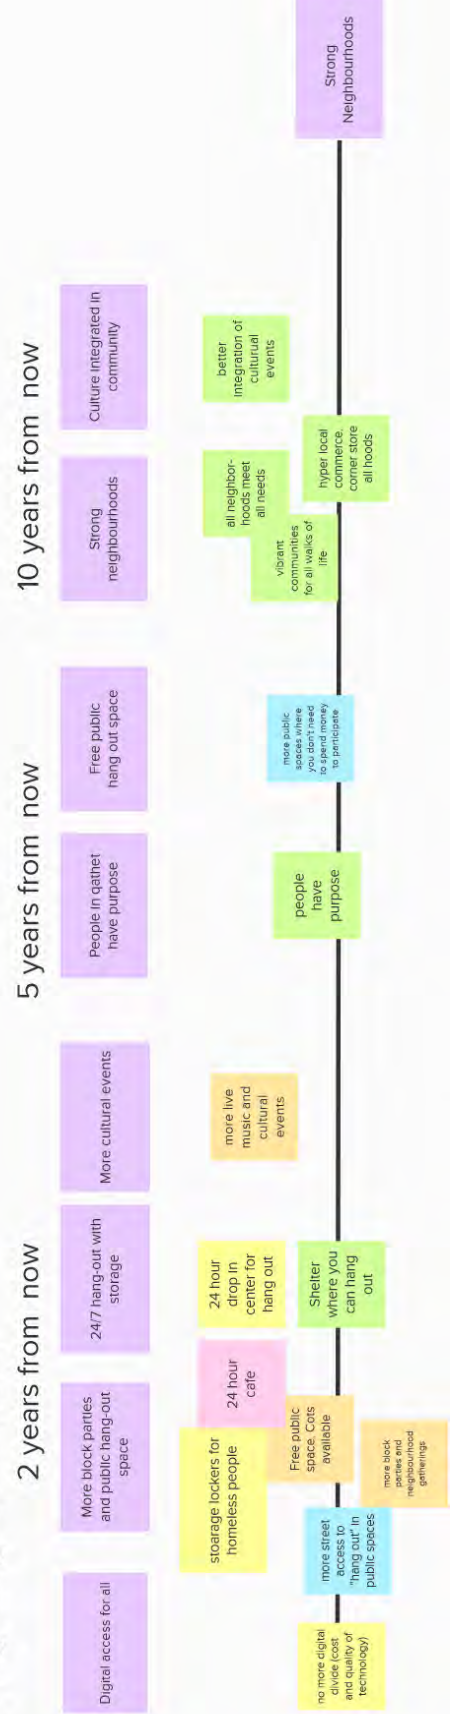 2 years from now
5 years from now
10 years from now
Digital access for all
More block parties
and public hang-out
space
24/7 hang-out with
storage
More cultural events
People in qathet
have purpose
Free public
hang out space
Strong
neighbourhoods
Culture integrated in
community
stoarage lockers for
homeless people
24 hour
cafe
24 hour
drop in
center for
hang out
more live
music and
cultural
events
all neighbor-
hoods meet
all needs
better
integration of
culturual
events
vibrant
communities
for all walks of
life
no more digital
divide (cost
and quality of
technology)
more street
access to
"hang out" in
public spaces
Free public
space. Cots
available
more block
parties and
neighbourhood
gatherings
Shelter
where you
can hang
out
people
have
purpose
more public
spaces where
you don't need
to spend money
to participate
hyper local
commerce.
corner store
all hoods
Strong
Neighbourhoods